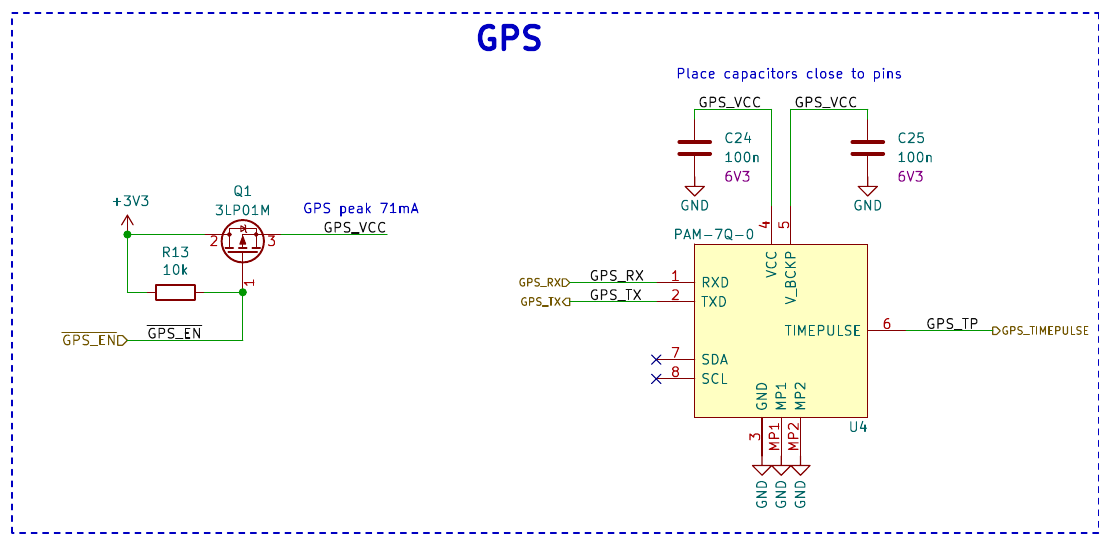 GPS
Place capacitors close to pins
GPS_VCC
GPS_VCC
C24
100n
6V3
GND
C25
100n
6V3
GND
+3V3
Q1
3LP01M
GPS peak 71mA
GPS_VCC
2
3
1
R13
10k
GPS_EN
GPS_EN
PAM-7Q-0
4
5
VCC
V_BCKP
GPS_RX
GPS_RX
1
RXD
GPS_TX
GPS_TX
2
TXD
TIMEPULSE
6
GPS_TP
GPS_TIMEPULSE
7
SDA
8
SCL
GND
MP1
MP2
U4
3
MP1
MP2
GND
GND
GND